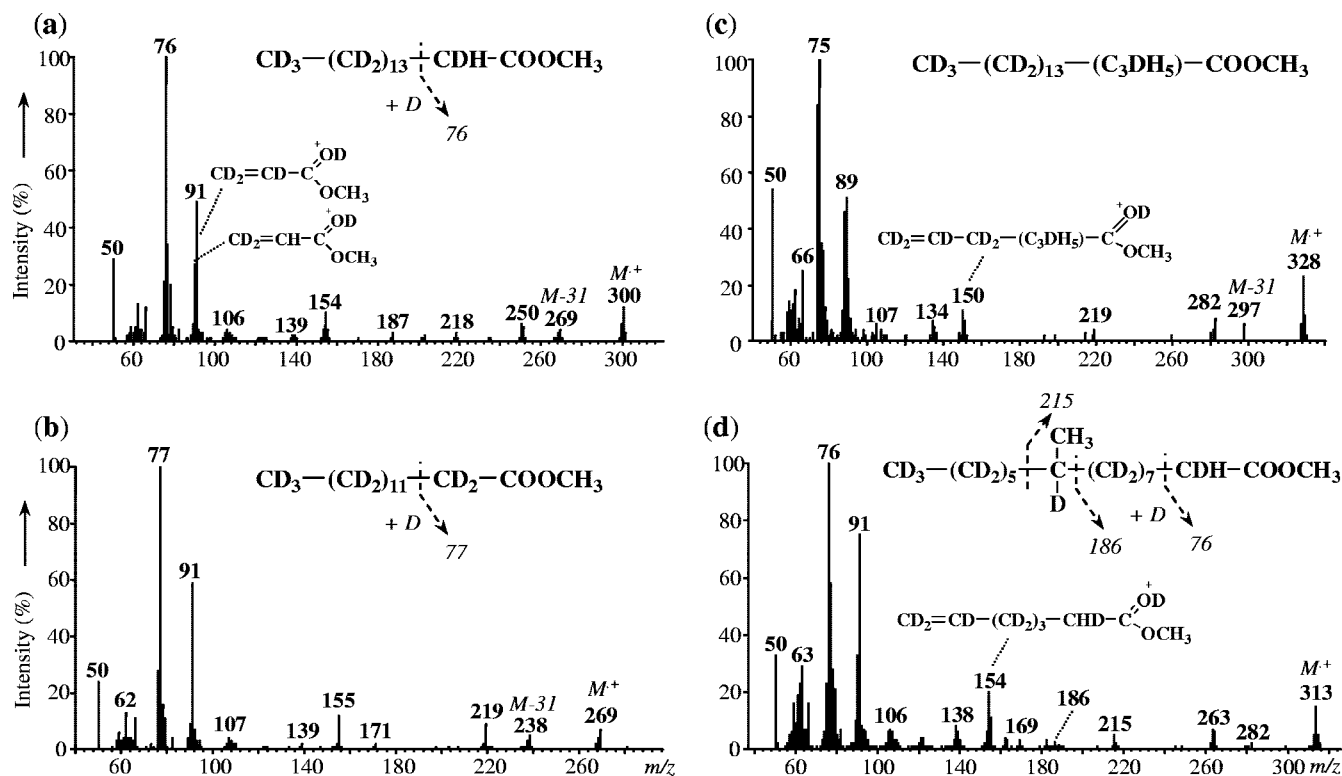 (a)
Intensity (%)
100
80
60
40
20
0
60
100
140
180
220
260
300
CD₃—(CD₂)₁₃—CDH—COOCH₃
+ D
76
76
CD₂=CD—C
+OD
OCH₃
CD₂=CH—C
+OD
OCH₃
50
91
106
139
154
187
218
250
M-31
269
M·+
300
(b)
Intensity (%)
100
80
60
40
20
0
60
100
140
180
220
260
m/z
CD₃—(CD₂)₁₁—CD₂—COOCH₃
+ D
77
77
50
62
91
107
139
155
171
219
M-31
238
M·+
269
(c)
100
80
60
40
20
0
60
100
140
180
220
260
300
CD₃—(CD₂)₁₃—(C₃DH₅)—COOCH₃
CD₂=CD—CD₂—(C₃DH₅)—C
+OD
OCH₃
75
50
66
89
107
134
150
219
282
M-31
297
M·+
328
(d)
100
80
60
40
20
0
60
100
140
180
220
260
300
m/z
215
CH₃
CD₃—(CD₂)₅—C—(CD₂)₇—CDH—COOCH₃
D
+ D
186
76
CD₂=CD—(CD₂)₃—CHD—C
+OD
OCH₃
76
50
63
91
106
138
154
169
186
215
263
282
M·+
313